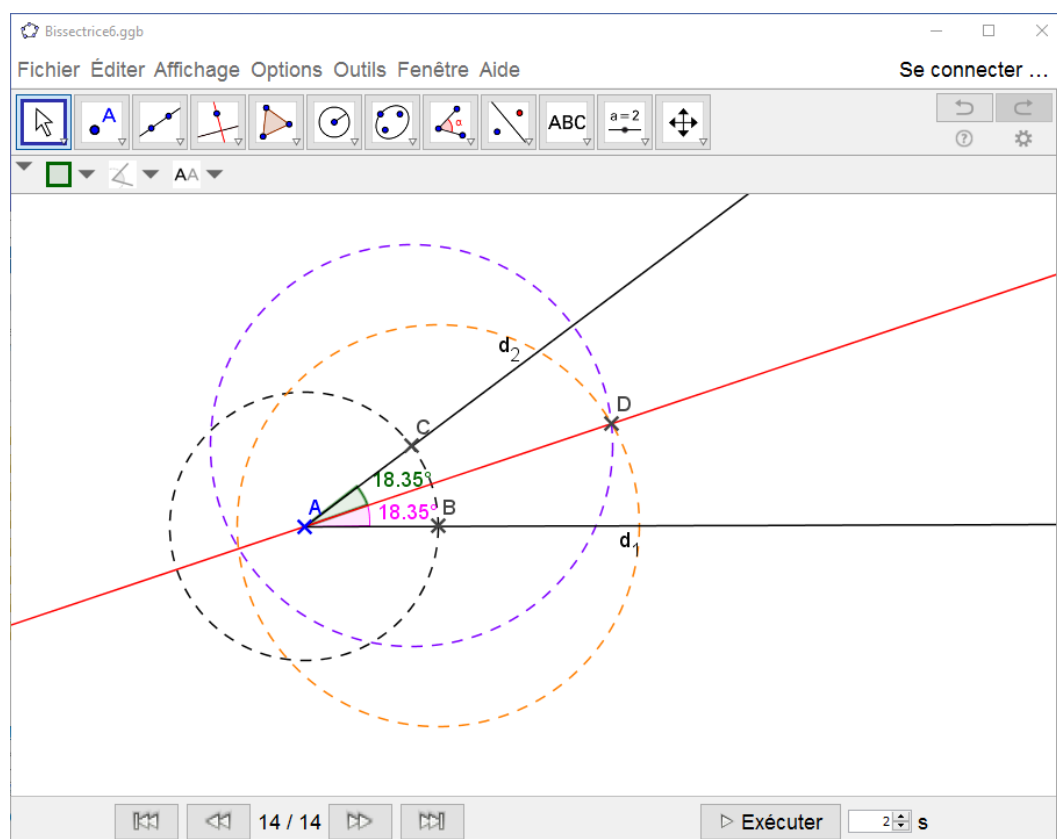 Bissectrice6.ggb
Fichier Éditer Affichage Options Outils Fenêtre Aide Se connecter ...
A α ABC a = 2
AA
d₂
D
C
18.35°
A 18.35° B
d₁
14 / 14 Exécuter 2 s